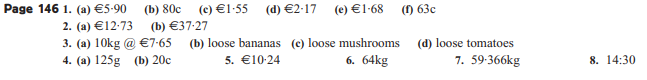 Page 146 1. (a) €5·90 (b) 80c (c) €1·55 (d) €2·17 (e) €1·68 (f) 63c
2. (a) €12·73 (b) €37·27
3. (a) 10kg @ €7·65 (b) loose bananas (c) loose mushrooms (d) loose tomatoes
4. (a) 125g (b) 20c 5. €10·24 6. 64kg 7. 59·366kg 8. 14:30